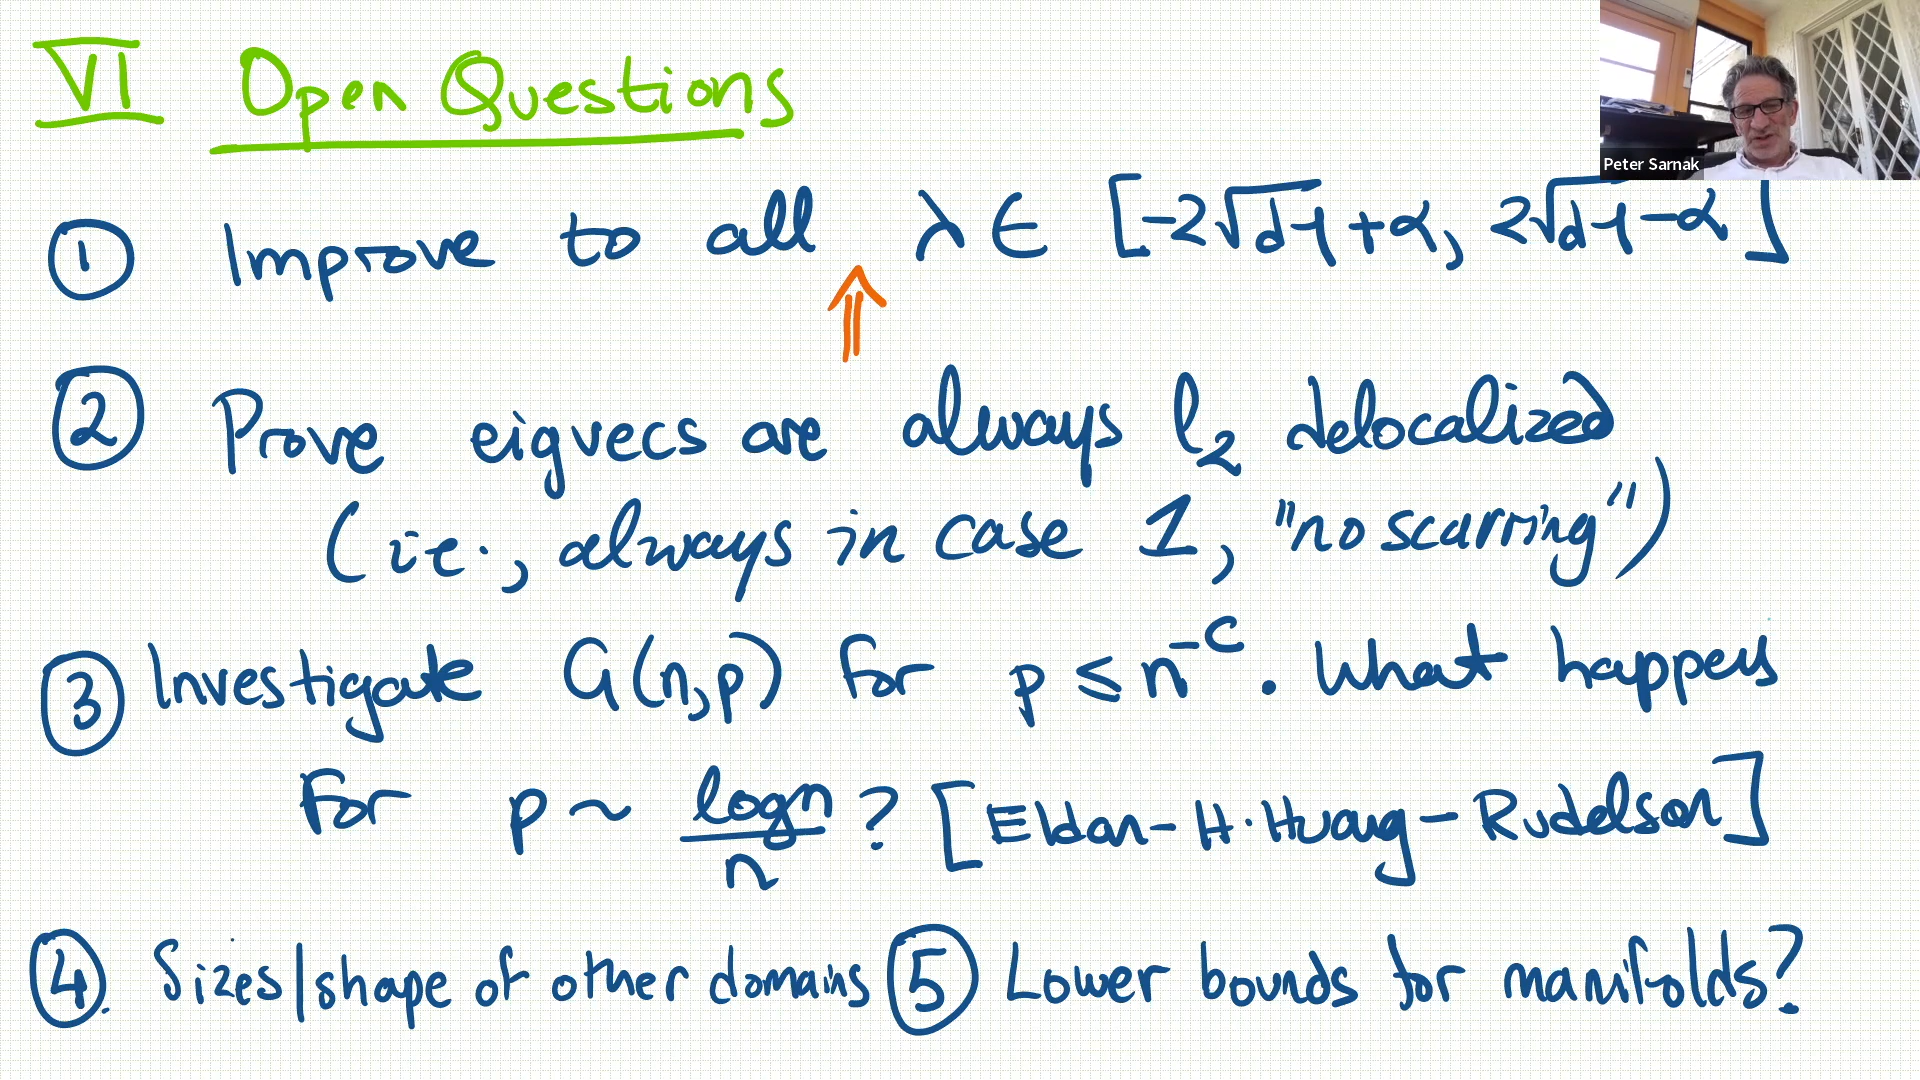 VI Open Questions
Peter Sarnak
① Improve to all λ ∈ [-2√d-1+α, 2√d-1-α]
② Prove eigvecs are always l₂ delocalized
(ie., always in case 1, "no scarring")
③ Investigate G(n,p) for p ≤ n^-c. What happens
for p ~ log n / n ? [Eldan-H.Huang-Rudelson]
④. Sizes/shape of other domains ⑤ Lower bounds for manifolds?